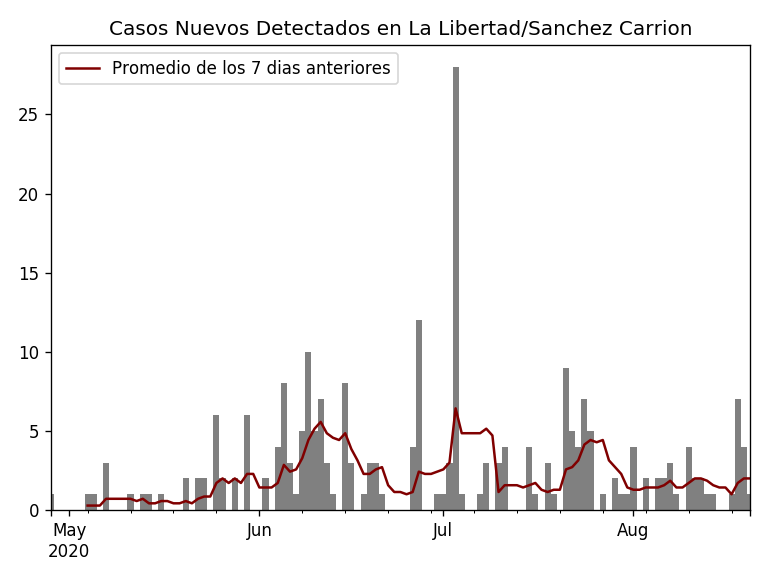 Casos Nuevos Detectados en La Libertad/Sanchez Carrion
Promedio de los 7 dias anteriores
25
20
15
10
5
0
May Jun Jul Aug
2020